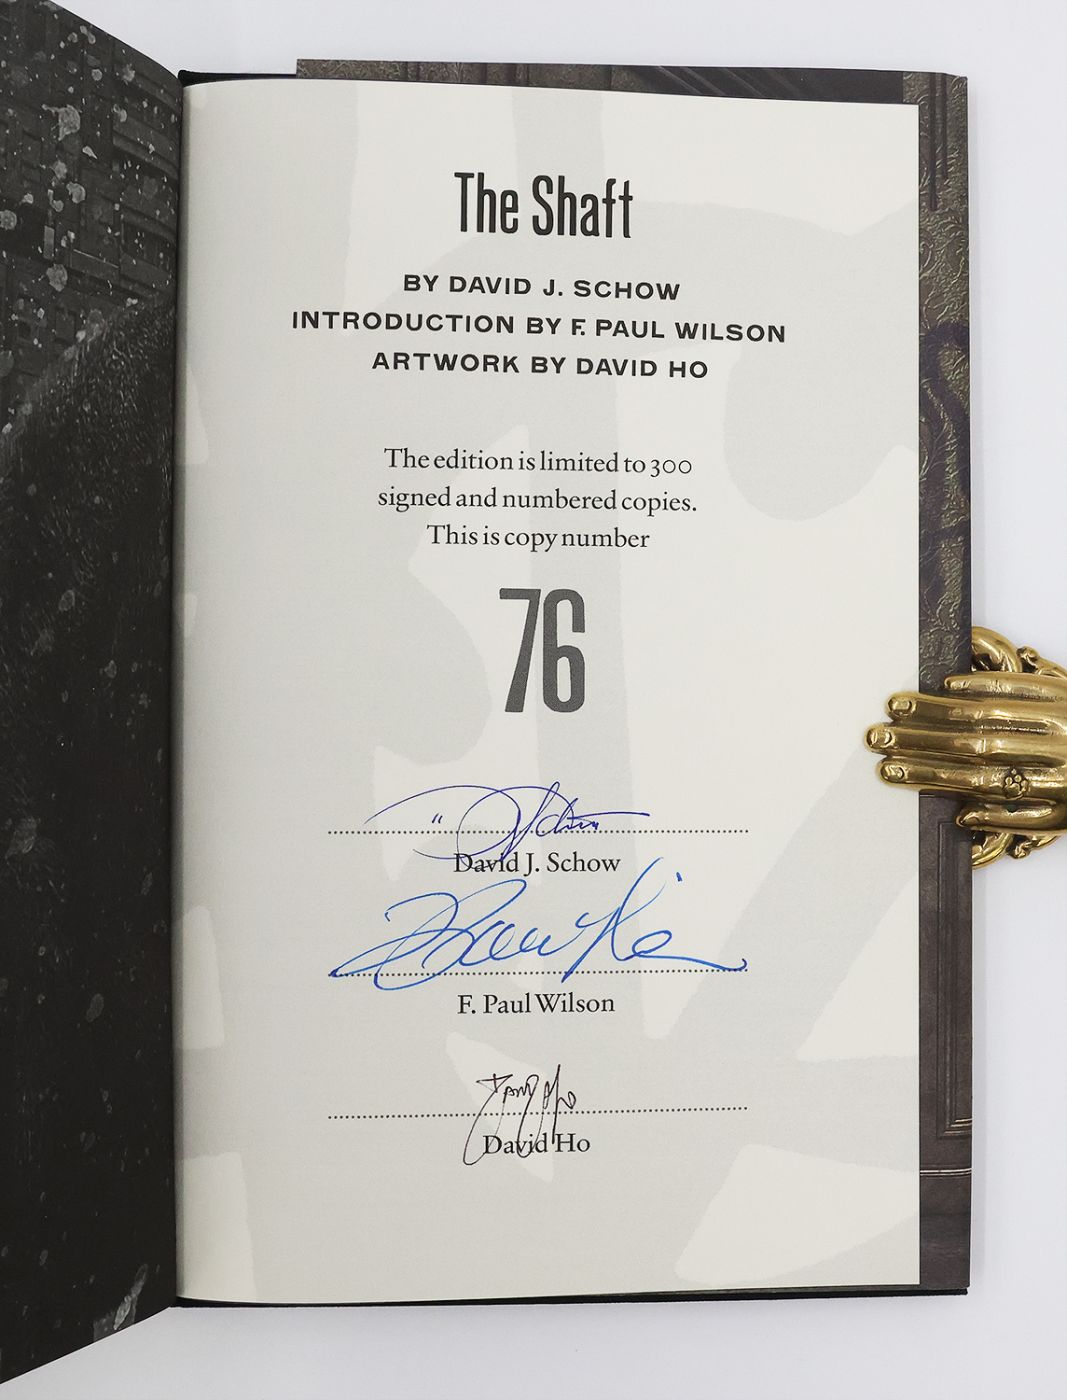 The Shaft
BY DAVID J. SCHOW
INTRODUCTION BY F. PAUL WILSON
ARTWORK BY DAVID HO
The edition is limited to 300
signed and numbered copies.
This is copy number
76
David J. Schow
F. Paul Wilson
David Ho